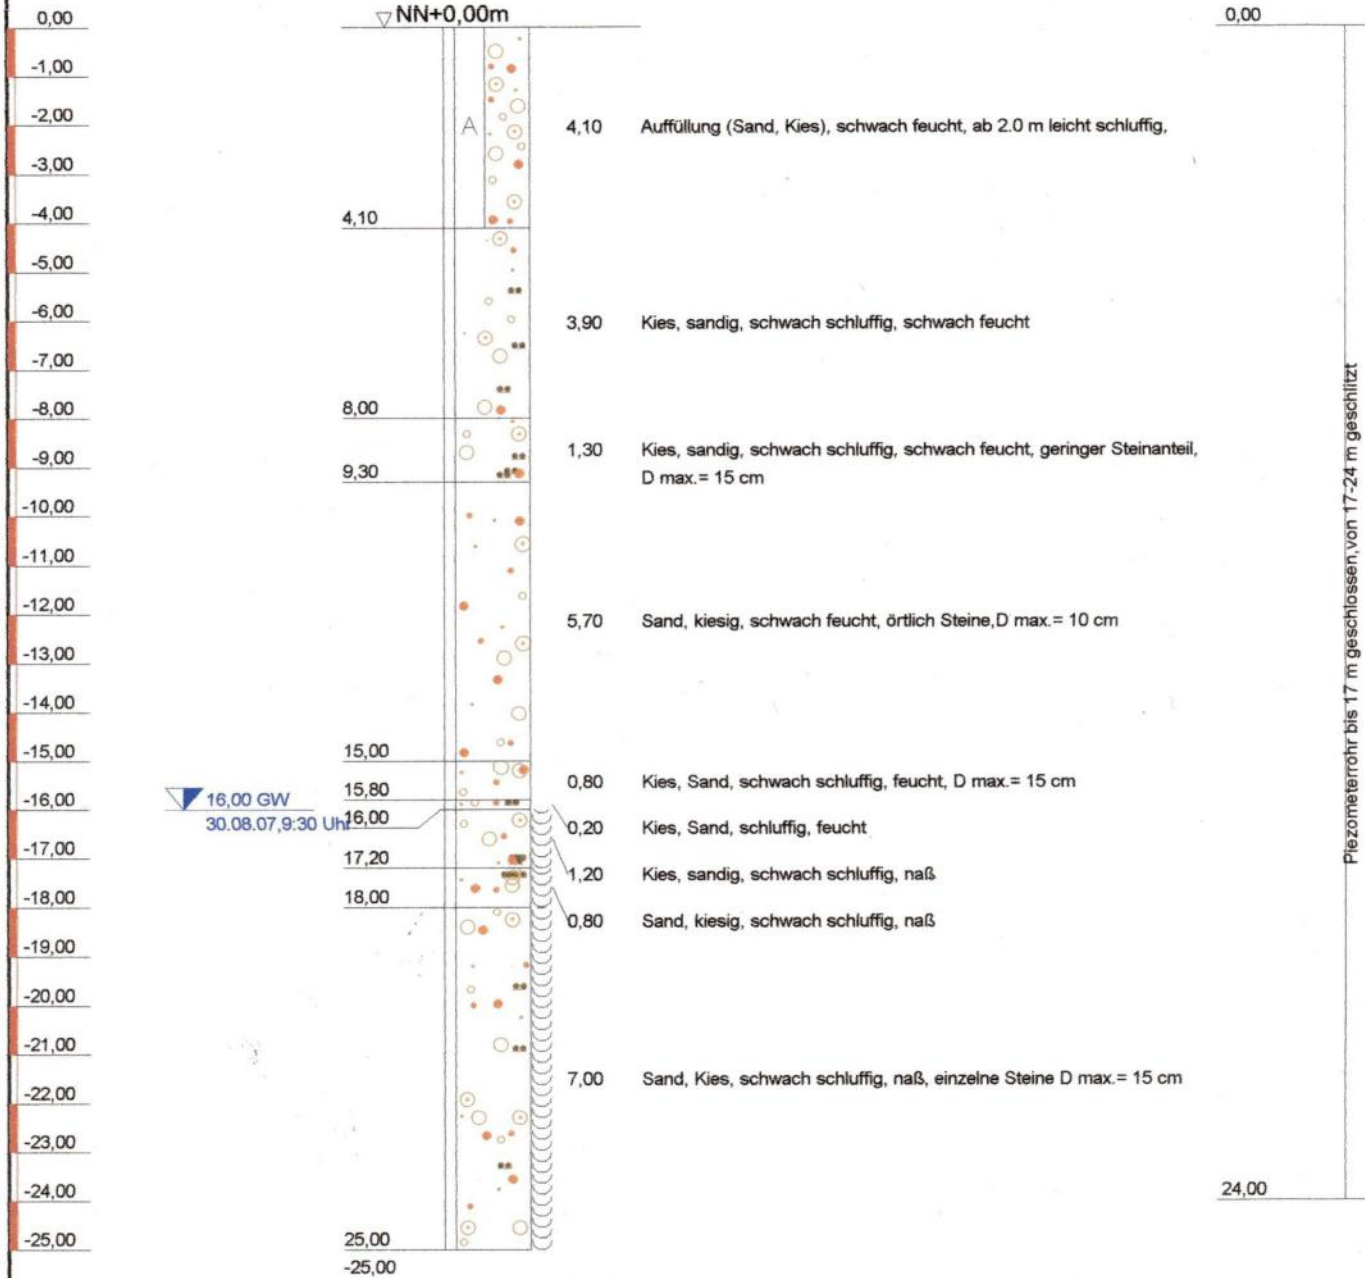 NN+0,00m
0,00
-1,00
-2,00
-3,00
-4,00
-5,00
-6,00
-7,00
-8,00
-9,00
-10,00
-11,00
-12,00
-13,00
-14,00
-15,00
-16,00
-17,00
-18,00
-19,00
-20,00
-21,00
-22,00
-23,00
-24,00
-25,00
16,00 GW
30.08.07,9:30 Uhr
A
4,10
8,00
9,30
15,00
15,80
16,00
17,20
18,00
25,00
-25,00
4,10 Auffüllung (Sand, Kies), schwach feucht, ab 2.0 m leicht schluffig,
3,90 Kies, sandig, schwach schluffig, schwach feucht
1,30 Kies, sandig, schwach schluffig, schwach feucht, geringer Steinanteil,
D max.= 15 cm
5,70 Sand, kiesig, schwach feucht, örtlich Steine,D max.= 10 cm
0,80 Kies, Sand, schwach schluffig, feucht, D max.= 15 cm
0,20 Kies, Sand, schluffig, feucht
1,20 Kies, sandig, schwach schluffig, naß
0,80 Sand, kiesig, schwach schluffig, naß
7,00 Sand, Kies, schwach schluffig, naß, einzelne Steine D max.= 15 cm
0,00
Piezometerrohr bis 17 m geschlossen,von 17-24 m geschlitzt
24,00